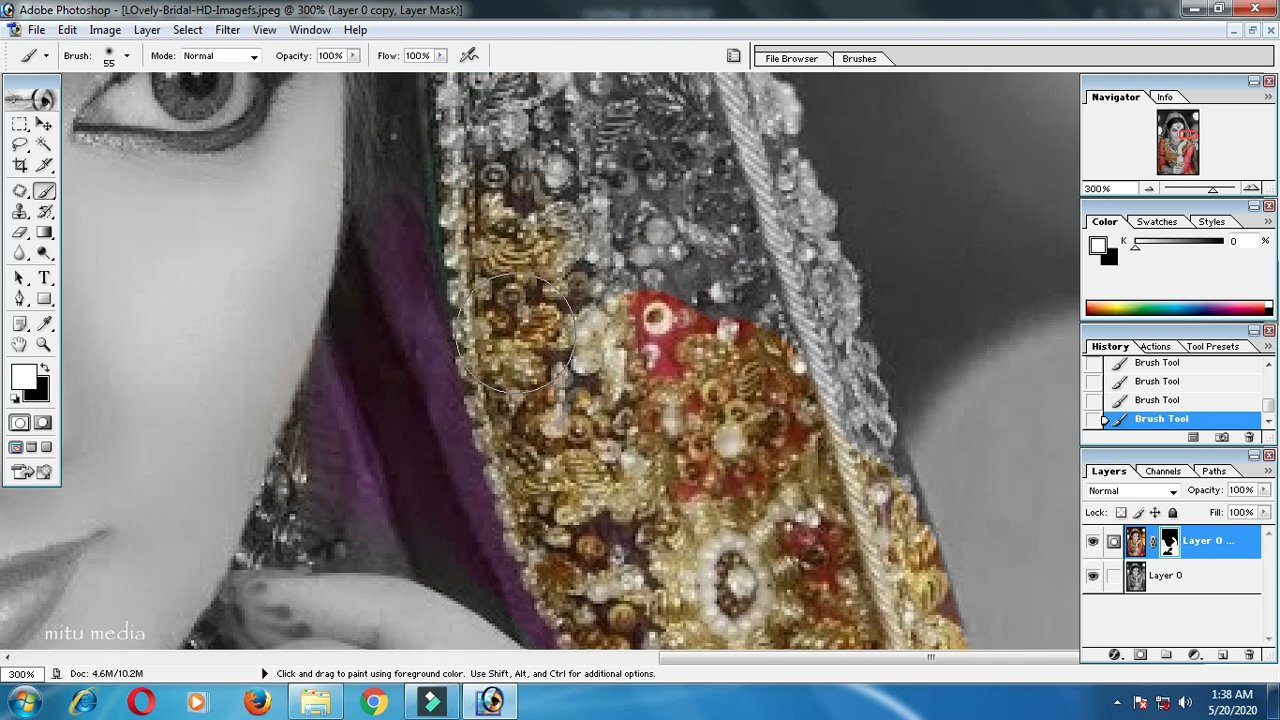 Adobe Photoshop - [LOvely-Bridal-HD-Imagefs.jpeg @ 300% (Layer 0 copy, Layer Mask)]
File Edit Image Layer Select Filter View Window Help
Brush: 55 Mode: Normal Opacity: 100% Flow: 100% File Browser Brushes
Navigator Info
300%
Color Swatches Styles
K 0 %
History Actions Tool Presets
Brush Tool
Brush Tool
Brush Tool
Brush Tool
Layers Channels Paths
Normal Opacity: 100%
Lock: Fill: 100%
Layer 0 ...
Layer 0
mitu media
300% Doc: 4.6M/10.2M Click and drag to paint using foreground color. Use Shift, Alt, and Ctrl for additional options.
1:38 AM
5/20/2020